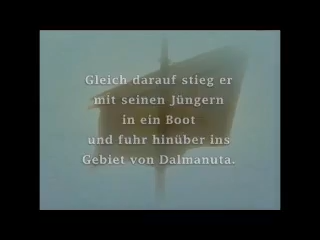 Gleich darauf stieg er
mit seinen Jüngern
in ein Boot
und fuhr hinüber ins
Gebiet von Dalmanuta.